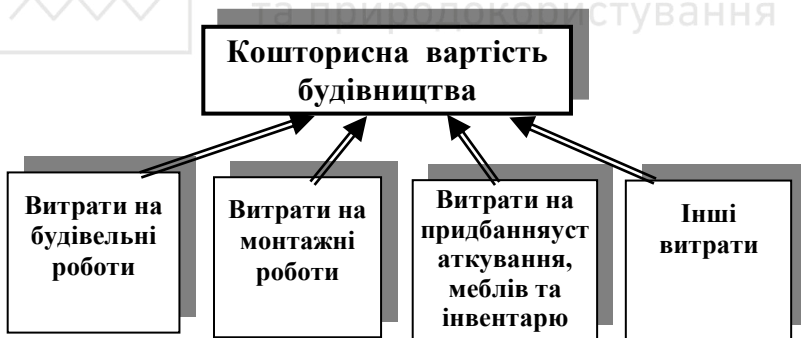 та природокористування
Кошторисна вартість
будівництва
Витрати на
будівельні
роботи
Витрати на
монтажні
роботи
Витрати на
придбанняуст
аткування,
меблів та
інвентарю
Інші
витрати